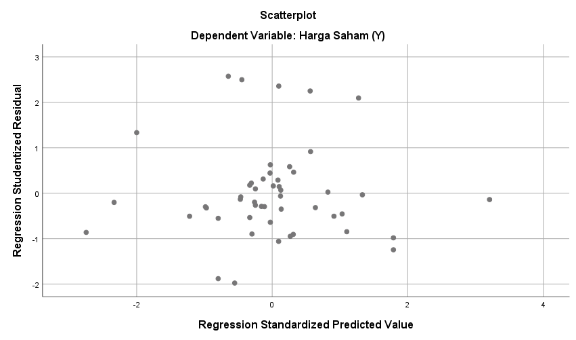 Scatterplot
Dependent Variable: Harga Saham (Y)
Regression Studentized Residual
3
2
1
0
-1
-2
-2
0
2
4
Regression Standardized Predicted Value